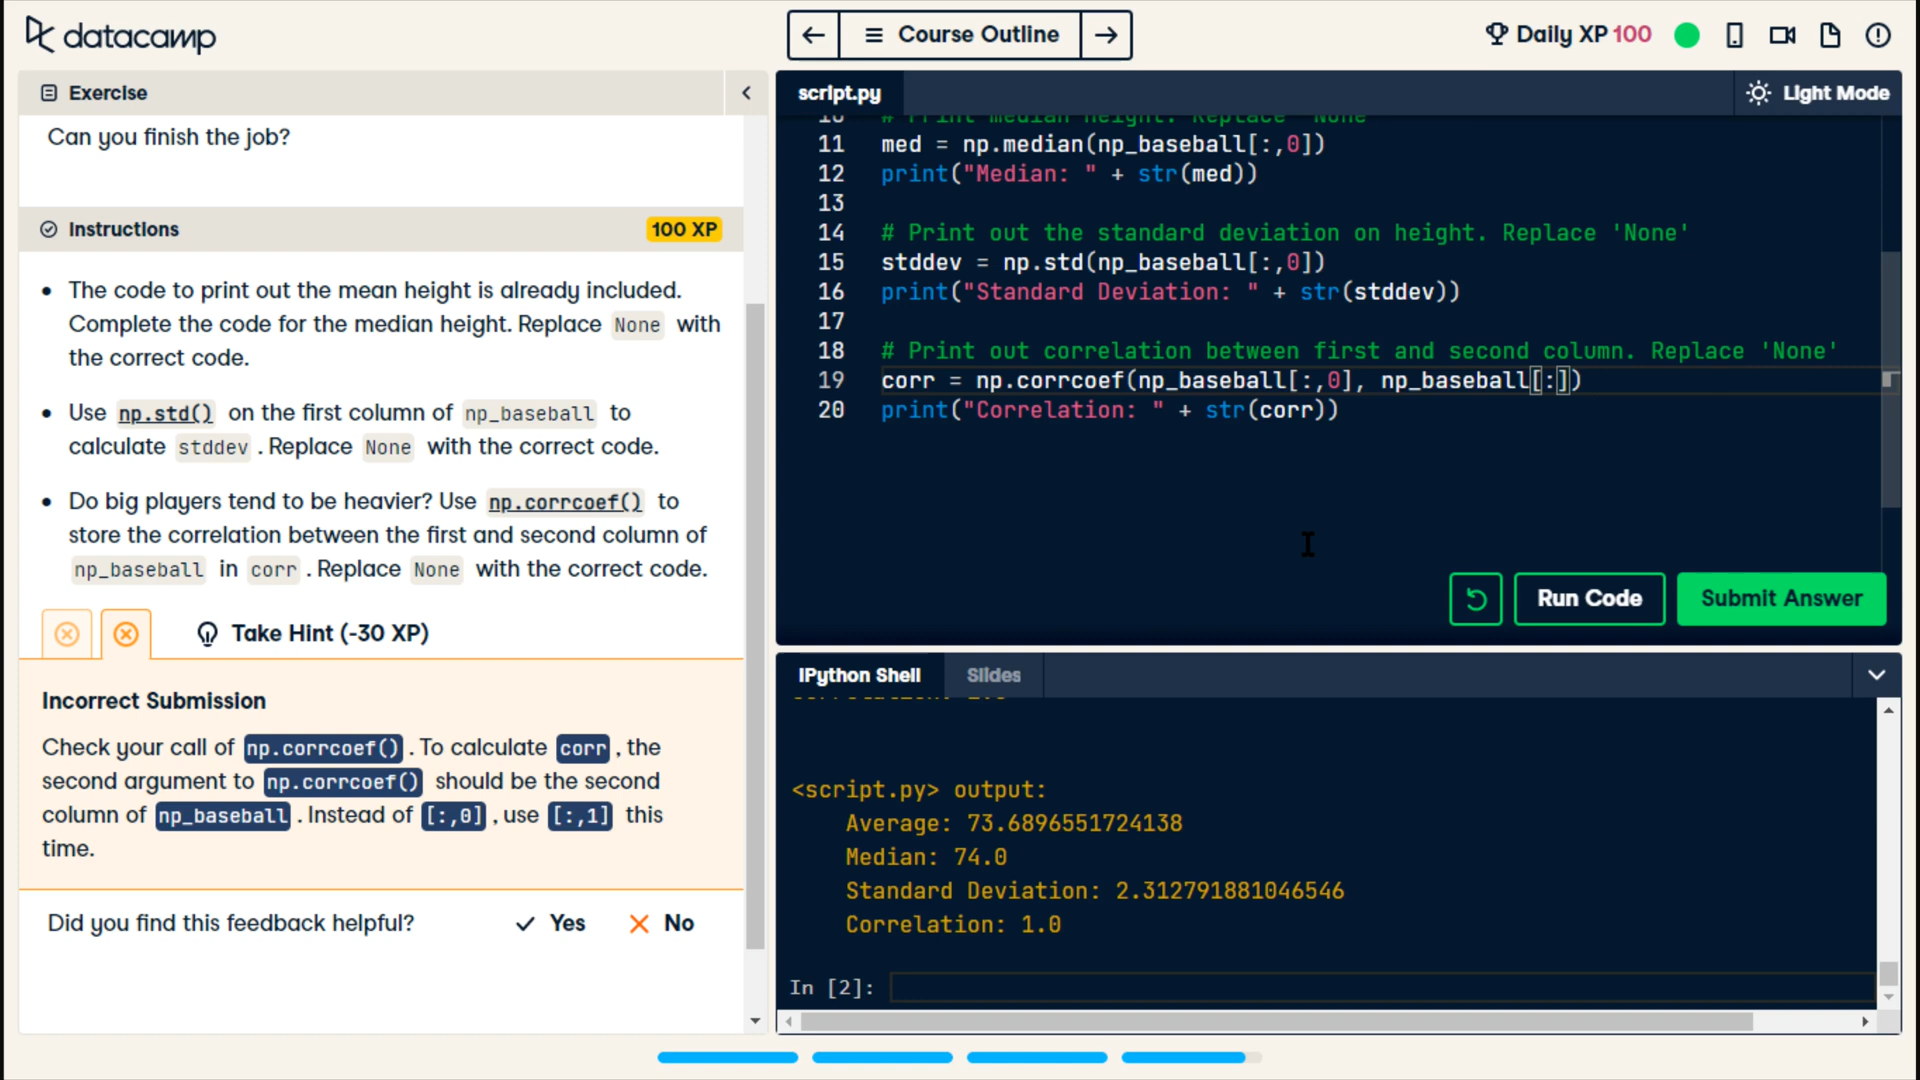 datacamp
Course Outline
Daily XP 100
Exercise
script.py
Light Mode
Can you finish the job?
Instructions
100 XP
• The code to print out the mean height is already included.
Complete the code for the median height. Replace None with
the correct code.
• Use np.std() on the first column of np_baseball to
calculate stddev . Replace None with the correct code.
• Do big players tend to be heavier? Use np.corrcoef() to
store the correlation between the first and second column of
np_baseball in corr . Replace None with the correct code.
Take Hint (-30 XP)
Incorrect Submission
Check your call of np.corrcoef() . To calculate corr , the
second argument to np.corrcoef() should be the second
column of np_baseball . Instead of [:,0] , use [:,1] this
time.
Did you find this feedback helpful?
Yes
No
10 # Print median height. Replace 'None'
11 med = np.median(np_baseball[:,0])
12 print("Median: " + str(med))
13
14 # Print out the standard deviation on height. Replace 'None'
15 stddev = np.std(np_baseball[:,0])
16 print("Standard Deviation: " + str(stddev))
17
18 # Print out correlation between first and second column. Replace 'None'
19 corr = np.corrcoef(np_baseball[:,0], np_baseball[:])
20 print("Correlation: " + str(corr))
Run Code
Submit Answer
IPython Shell
Slides
<script.py> output:
Average: 73.6896551724138
Median: 74.0
Standard Deviation: 2.312791881046546
Correlation: 1.0
In [2]: